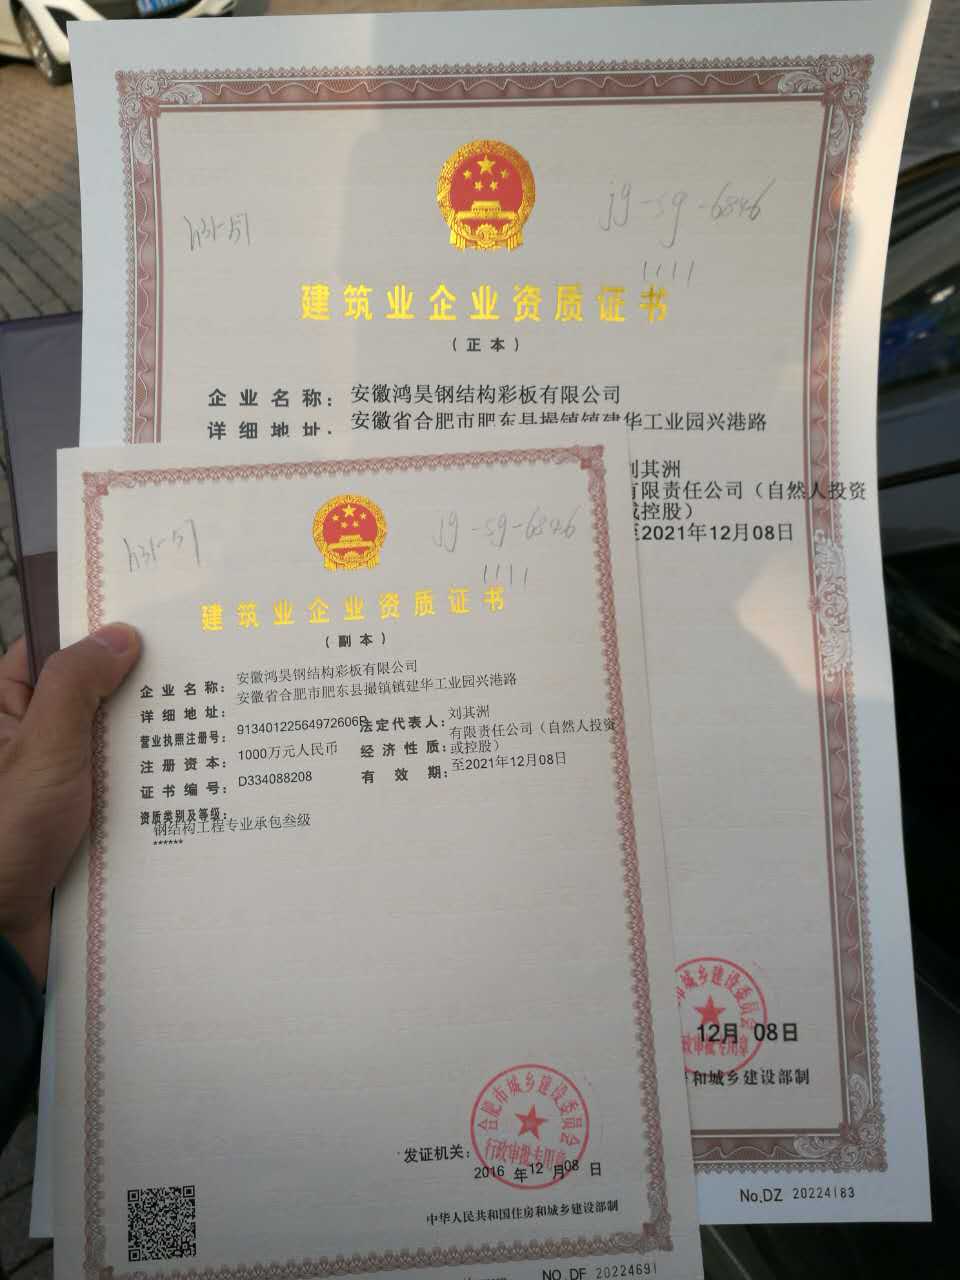 jg-sg-6846
1111
建筑业企业资质证书
(正本)
企业名称: 安徽鸿昊钢结构彩板有限公司
详细地址: 安徽省合肥市肥东县撮镇镇建华工业园兴港路
刘其洲
有限责任公司(自然人投资
或控股)
至2021年12月08日
12月 08日
和城乡建设部制
No.DZ 20224183
jg-sg-6846
1111
建筑业企业资质证书
(副本)
企业名称: 安徽鸿昊钢结构彩板有限公司
详细地址: 安徽省合肥市肥东县撮镇镇建华工业园兴港路
营业执照注册号: 91340122564972606P 法定代表人: 刘其洲
注册资本: 1000万元人民币 经济性质: 有限责任公司(自然人投资
或控股)
证书编号: D334088208 有效期: 至2021年12月08日
资质类别及等级:
钢结构工程专业承包叁级
******
合肥市城乡建设委员会
行政审批专用章
发证机关:
2016 年 12 月 08 日
中华人民共和国住房和城乡建设部制
NO.DF 20224691